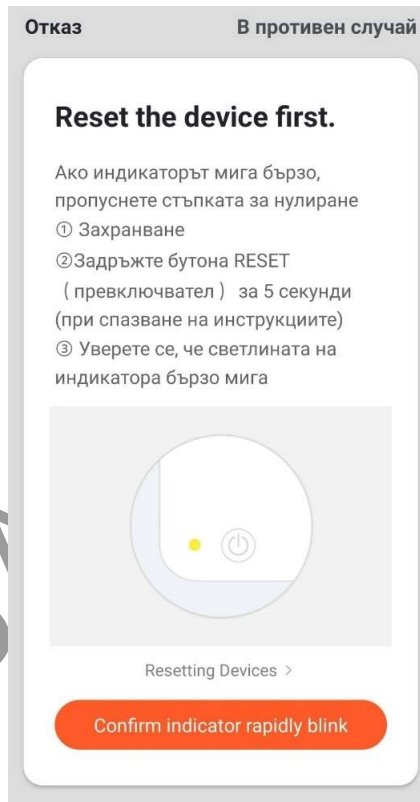 Отказ
В противен случай
Reset the device first.
Ако индикаторът мига бързо,
пропуснете стъпката за нулиране
① Захранване
②Задръжте бутона RESET
（превключвател） за 5 секунди
(при спазване на инструкциите)
③ Уверете се, че светлината на
индикатора бързо мига
Resetting Devices >
Confirm indicator rapidly blink